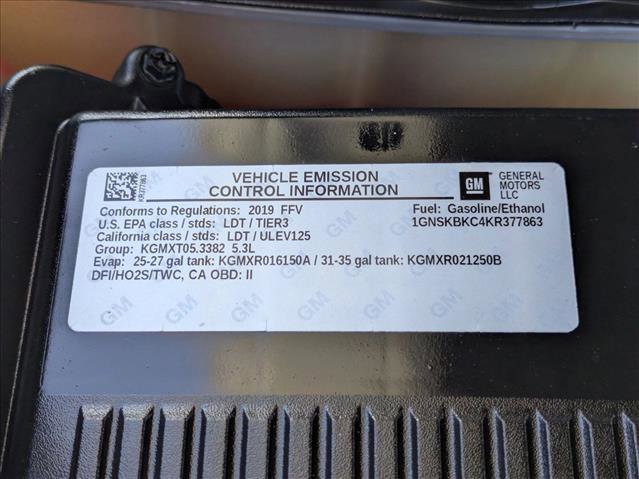 KR377863
VEHICLE EMISSION
CONTROL INFORMATION
GM
GENERAL
MOTORS
LLC
Conforms to Regulations: 2019 FFV
Fuel: Gasoline/Ethanol
U.S. EPA class / stds: LDT / TIER3
1GNSKBKC4KR377863
California class / stds: LDT / ULEV125
Group: KGMXT05.3382 5.3L
Evap: 25-27 gal tank: KGMXR016150A / 31-35 gal tank: KGMXR021250B
DFI/HO2S/TWC, CA OBD: II